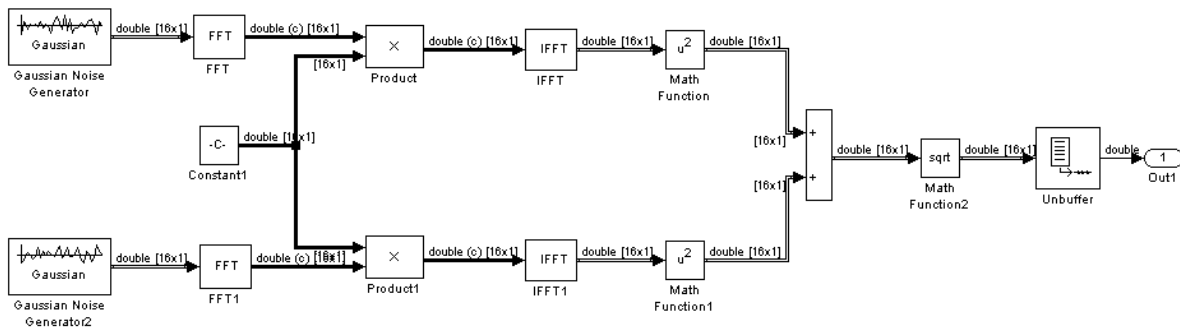 double [16x1]
double (c) [16x1]
double (c) [16x1]
double [16x1]
double [16x1]
Gaussian
FFT
×
IFFT
u²
[16x1]
Gaussian Noise
Generator
FFT
Product
IFFT
Math
Function
-C-
double [16x1]
Constant1
+
+
[16x1]
[16x1]
double [16x1]
sqrt
double [16x1]
double
1
Math
Function2
Unbuffer
Out1
double [16x1]
double (c) [16x1]
[16x1]
double (c) [16x1]
double [16x1]
double [16x1]
Gaussian
FFT
×
IFFT
u²
Gaussian Noise
Generator2
FFT1
Product1
IFFT1
Math
Function1